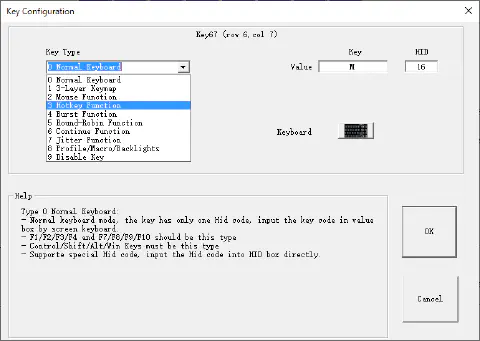 Key Configuration
Key67 (row 6,col 7)
Key Type
Key
HID
0 Normal Keyboard
Value
M
16
0 Normal Keyboard
1 3-Layer Keymap
2 Mouse Function
3 Hotkey Function
4 Burst Function
5 Round-Robin Function
6 Continue Function
7 Jitter Function
8 Profile/Macro/Backlights
9 Disable Key
Keyboard
Help
Type 0 Normal Keyboard:
- Normal keyboard mode, the key has only one Hid code, input the key code in value
box by screen keyboard.
- F1/F2/F3/F4 and F7/F8/F9/F10 should be this type
- Control/Shift/Alt/Win Keys must be this type
- Supporte special Hid code, input the Hid code into HID box directly.
OK
Cancel